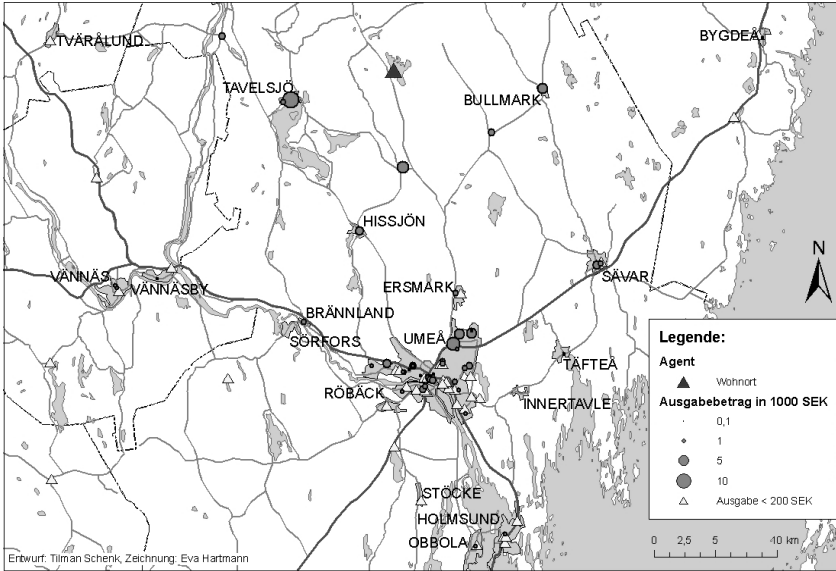 TVÄRÅLUND
BYGDEÅ
TAVELSJÖ
BULLMARK
HISSJÖN
SÄVAR
VÄNNÄS
VÄNNÄSBY
ERSMARK
BRÄNNLAND
SÖRFORS
UMEÅ
TÄFTEÅ
RÖBÄCK
INNERTAVLE
STÖCKE
HOLMSUND
OBBOLA
N
Legende:
Agent
Wohnort
Ausgabebetrag in 1000 SEK
0,1
1
5
10
Ausgabe < 200 SEK
0 2,5 40 km
Entwurf: Tilman Schenk, Zeichnung: Eva Hartmann